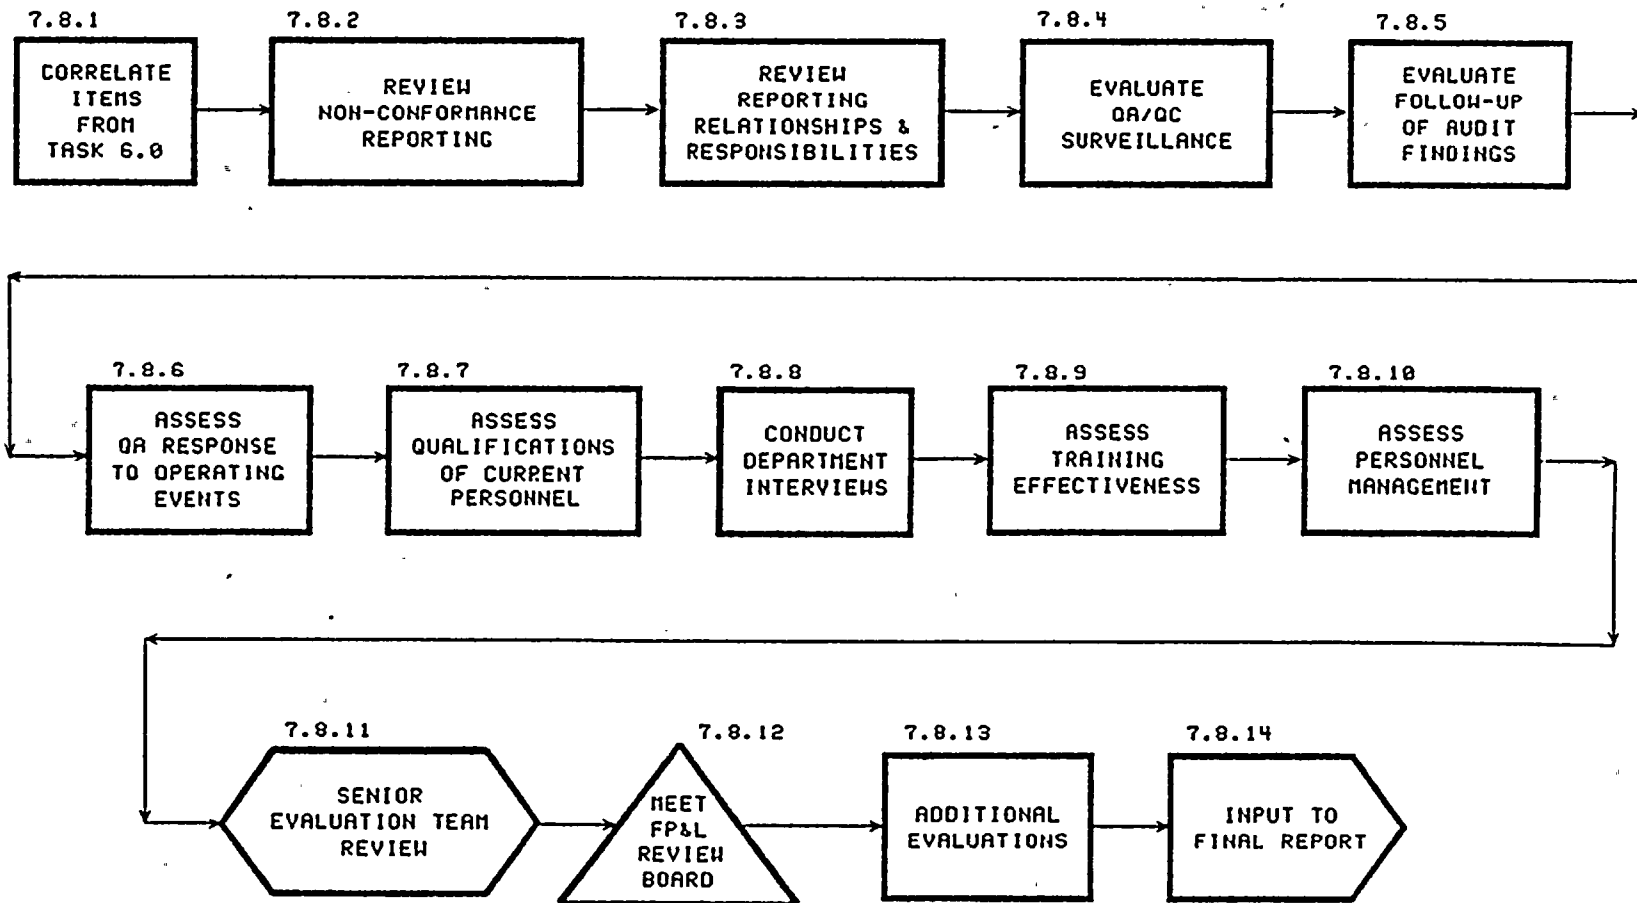 7.8.1
CORRELATE
ITEMS
FROM
TASK 6.0
7.8.2
REVIEW
NON-CONFORMANCE
REPORTING
7.8.3
REVIEW
REPORTING
RELATIONSHIPS &
RESPONSIBILITIES
7.8.4
EVALUATE
QA/QC
SURVEILLANCE
7.8.5
EVALUATE
FOLLOW-UP
OF AUDIT
FINDINGS
7.8.6
ASSESS
QA RESPONSE
TO OPERATING
EVENTS
7.8.7
ASSESS
QUALIFICATIONS
OF CURRENT
PERSONNEL
7.8.8
CONDUCT
DEPARTMENT
INTERVIEWS
7.8.9
ASSESS
TRAINING
EFFECTIVENESS
7.8.10
ASSESS
PERSONNEL
MANAGEMENT
7.8.11
SENIOR
EVALUATION TEAM
REVIEW
7.8.12
MEET
FP&L
REVIEW
BOARD
7.8.13
ADDITIONAL
EVALUATIONS
7.8.14
INPUT TO
FINAL REPORT